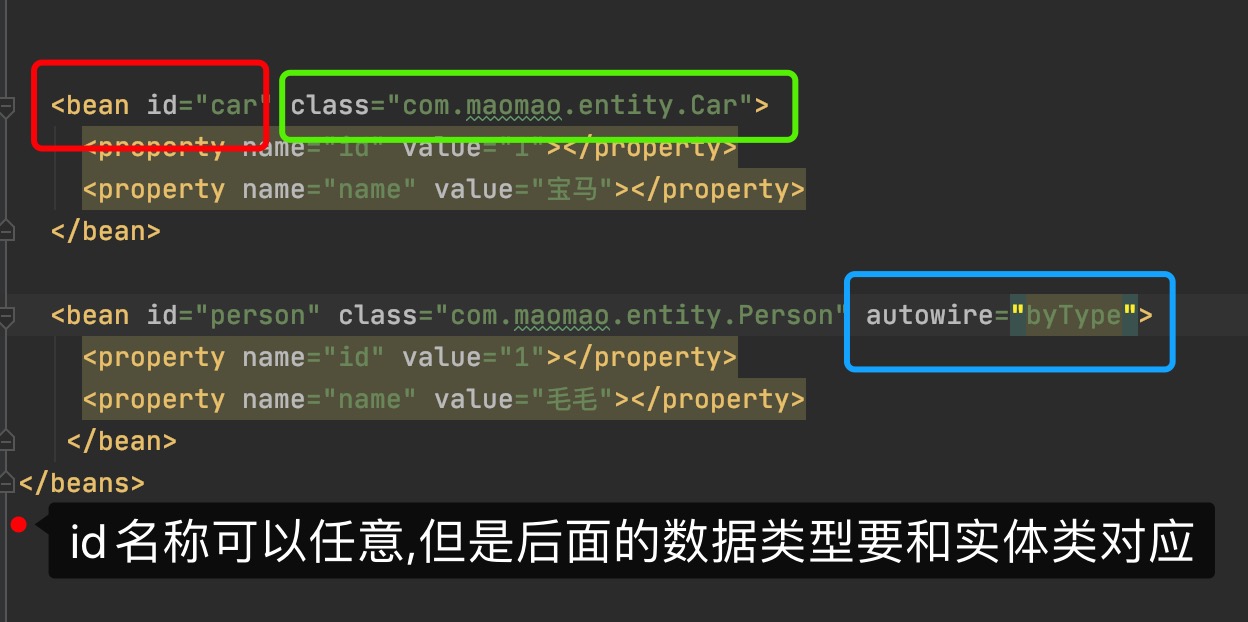 <bean id="car" class="com.maomao.entity.Car">
<property name="id" value="1"></property>
<property name="name" value="宝马"></property>
</bean>
<bean id="person" class="com.maomao.entity.Person" autowire="byType">
<property name="id" value="1"></property>
<property name="name" value="毛毛"></property>
</bean>
</beans>
id名称可以任意,但是后面的数据类型要和实体类对应